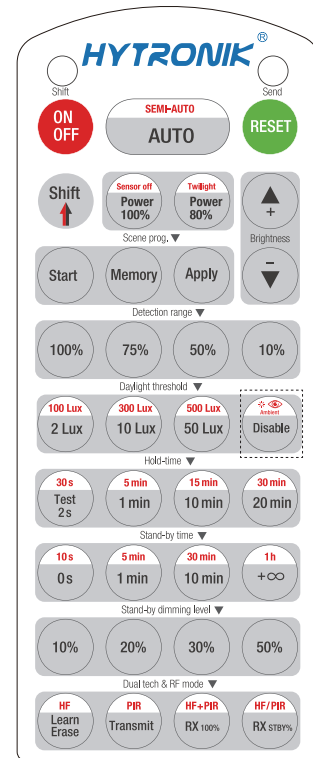 HYTRONIK®
Shift Send
ON
OFF
SEMI-AUTO
AUTO
RESET
Shift
Sensor off
Power
100%
Twilight
Power
80%
+
Brightness
−
Scene prog. ▼
Start Memory Apply
Detection range ▼
100% 75% 50% 10%
Daylight threshold ▼
100 Lux 300 Lux 500 Lux Ambient
2 Lux 10 Lux 50 Lux Disable
Hold-time ▼
30 s 5 min 15 min 30 min
Test
2 s
1 min 10 min 20 min
Stand-by time ▼
10 s 5 min 30 min 1 h
0 s 1 min 10 min +∞
Stand-by dimming level ▼
10% 20% 30% 50%
Dual tech & RF mode ▼
HF PIR HF+PIR HF/PIR
Learn
Erase
Transmit RX 100% RX STBY%